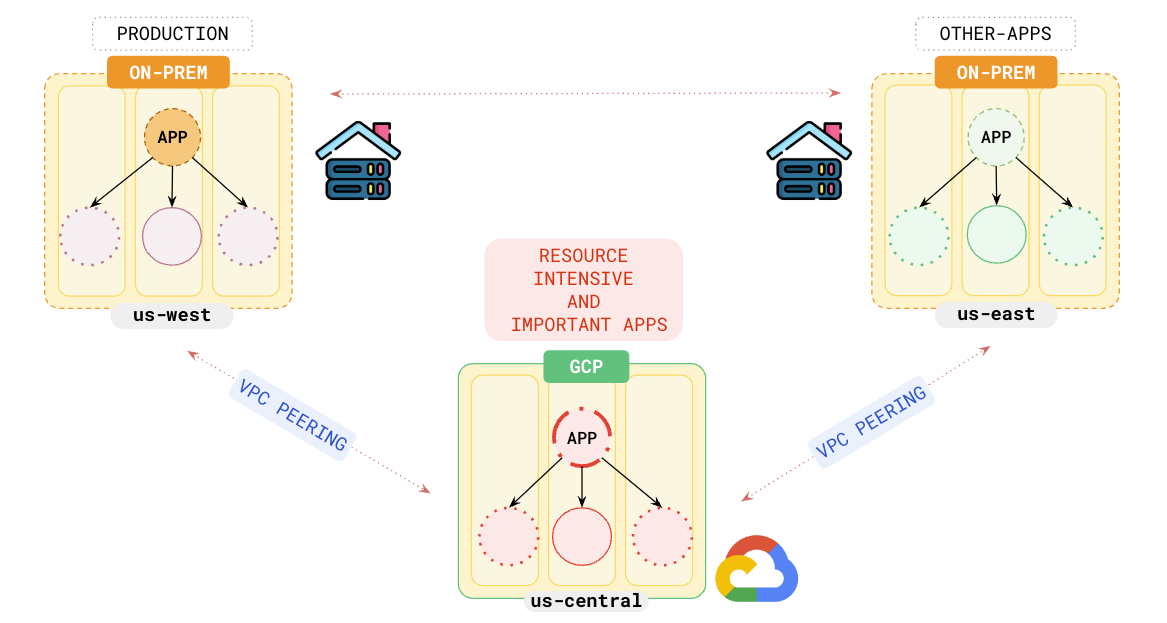 PRODUCTION
ON-PREM
APP
us-west
OTHER-APPS
ON-PREM
APP
us-east
RESOURCE
INTENSIVE
AND
IMPORTANT APPS
VPC PEERING
VPC PEERING
GCP
APP
us-central